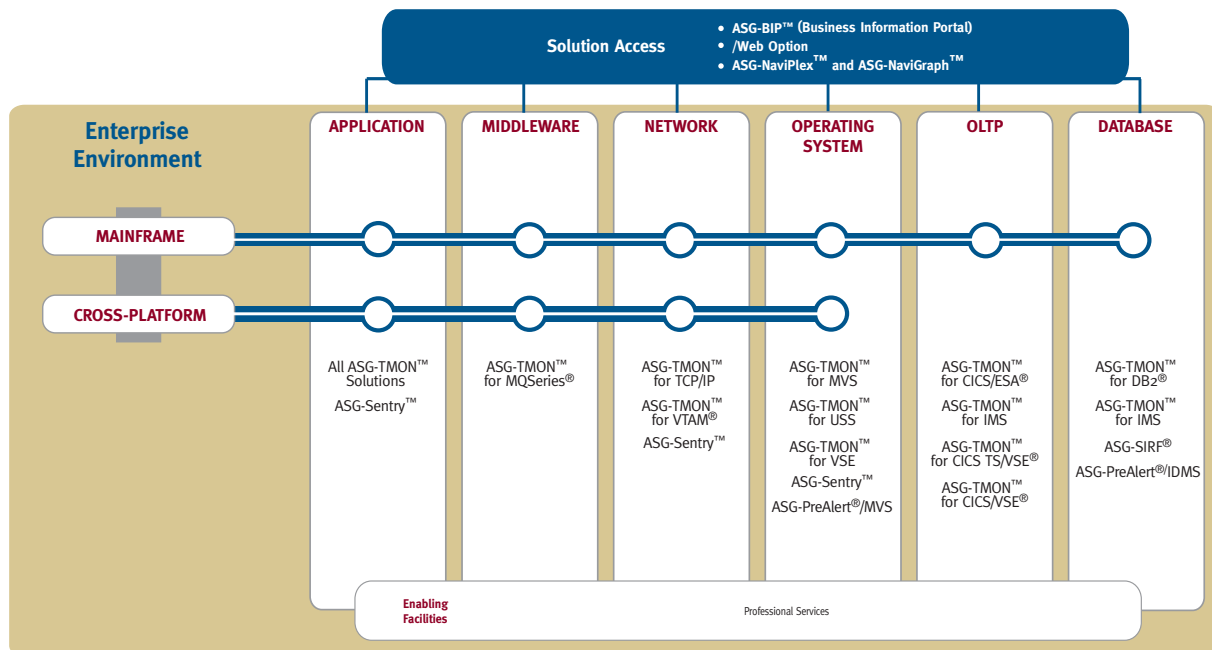 Solution Access
• ASG-BIP™ (Business Information Portal)
• /Web Option
• ASG-NaviPlex™ and ASG-NaviGraph™
Enterprise
Environment
APPLICATION
MIDDLEWARE
NETWORK
OPERATING
SYSTEM
OLTP
DATABASE
MAINFRAME
CROSS-PLATFORM
All ASG-TMON™
Solutions
ASG-Sentry™
ASG-TMON™
for MQSeries®
ASG-TMON™
for TCP/IP
ASG-TMON™
for VTAM®
ASG-Sentry™
ASG-TMON™
for MVS
ASG-TMON™
for USS
ASG-TMON™
for VSE
ASG-Sentry™
ASG-PreAlert®/MVS
ASG-TMON™
for CICS/ESA®
ASG-TMON™
for IMS
ASG-TMON™
for CICS TS/VSE®
ASG-TMON™
for CICS/VSE®
ASG-TMON™
for DB2®
ASG-TMON™
for IMS
ASG-SIRF®
ASG-PreAlert®/IDMS
Enabling
Facilities
Professional Services